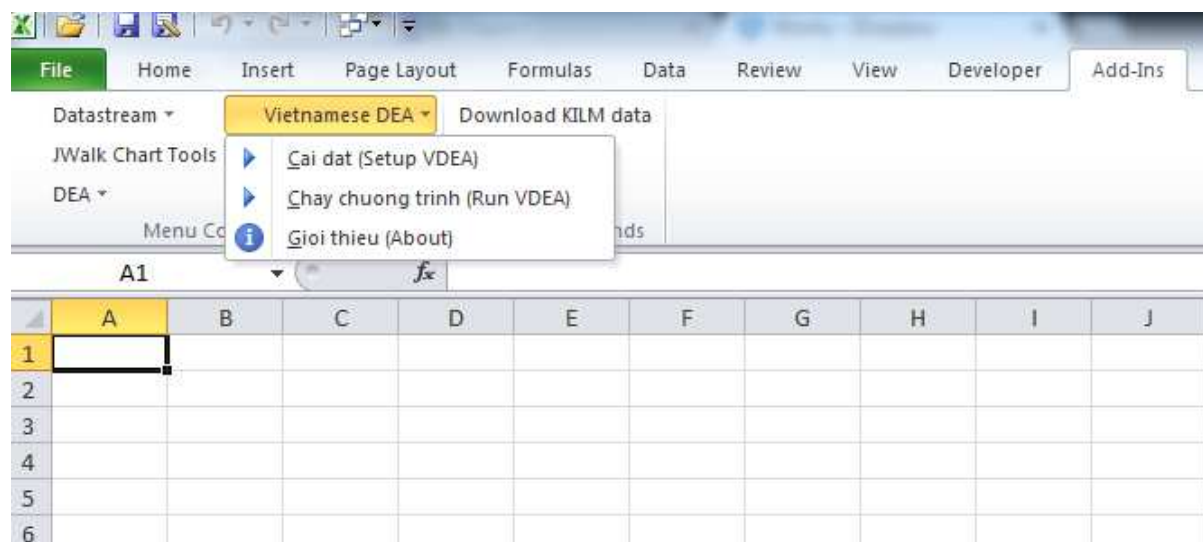 File Home Insert Page Layout Formulas Data Review View Developer Add-Ins
Datastream Vietnamese DEA Download KILM data
JWalk Chart Tools
Cai dat (Setup VDEA)
DEA
Chay chuong trinh (Run VDEA)
Menu
Gioi thieu (About)
A1 fx
A B C D E F G H I J
1
2
3
4
5
6